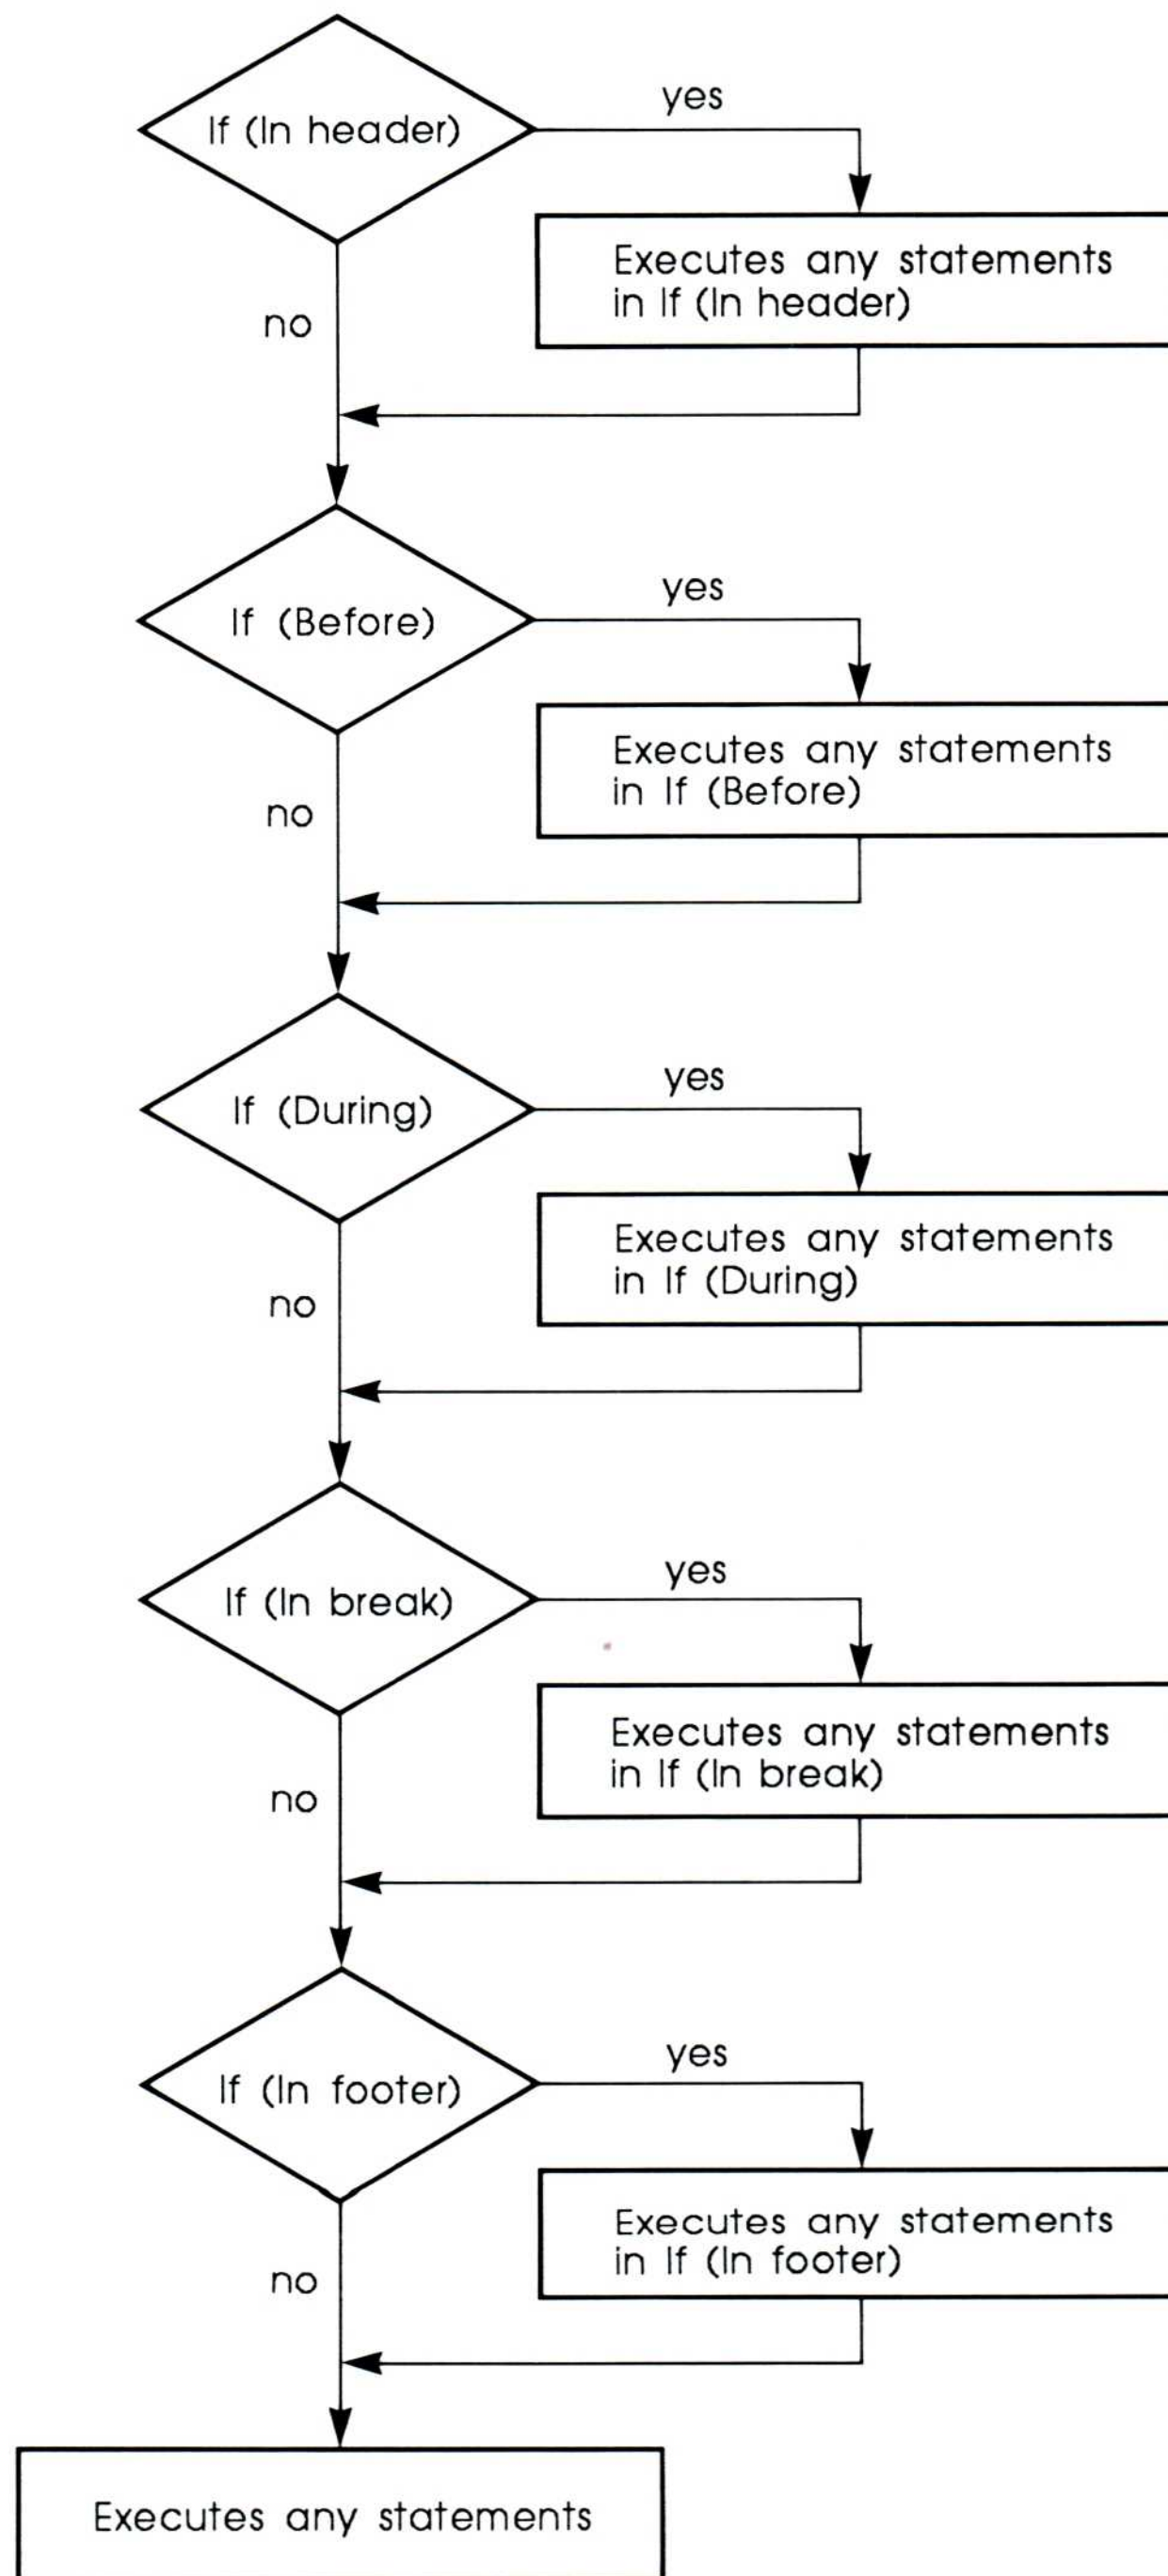 If (In header)
yes
Executes any statements
in If (In header)
no
If (Before)
yes
Executes any statements
in If (Before)
no
If (During)
yes
Executes any statements
in If (During)
no
If (In break)
yes
Executes any statements
in If (In break)
no
If (In footer)
yes
Executes any statements
in If (In footer)
no
Executes any statements